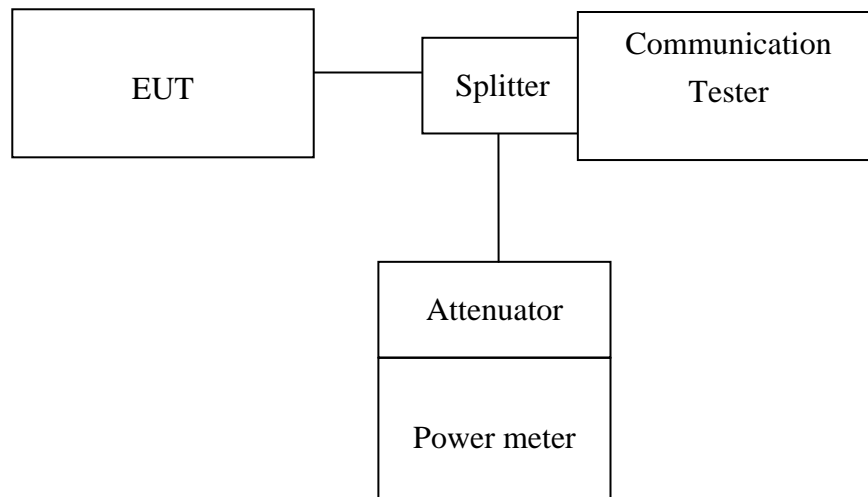 EUT
Splitter
Communication
Tester
Attenuator
Power meter